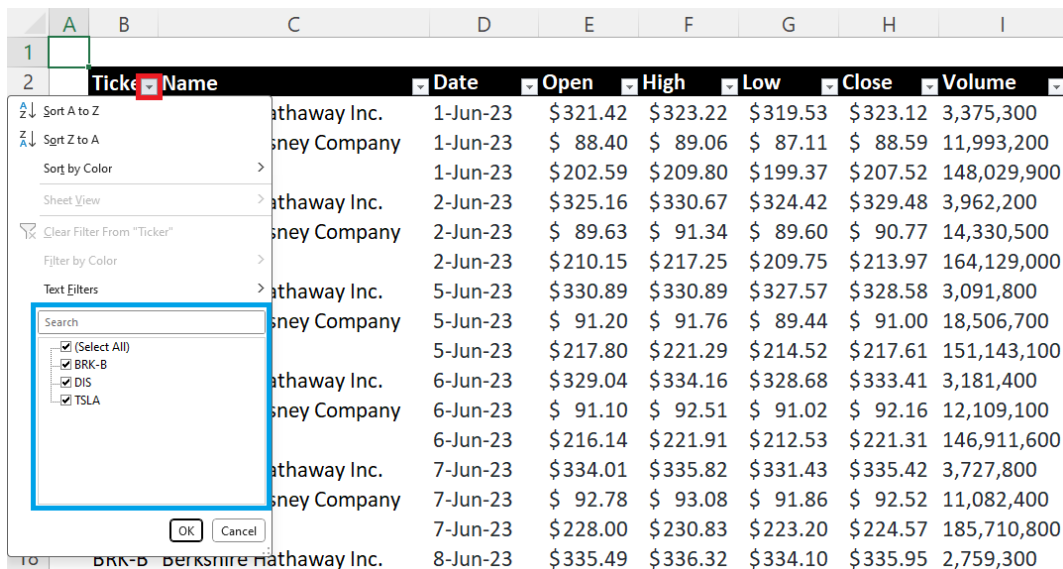 A B C D E F G H I
1
2 Ticke Name Date Open High Low Close Volume
Sort A to Z athaway Inc. 1-Jun-23 $321.42 $323.22 $319.53 $323.12 3,375,300
Sort Z to A sney Company 1-Jun-23 $ 88.40 $ 89.06 $ 87.11 $ 88.59 11,993,200
Sort by Color 1-Jun-23 $202.59 $209.80 $199.37 $207.52 148,029,900
Sheet View athaway Inc. 2-Jun-23 $325.16 $330.67 $324.42 $329.48 3,962,200
Clear Filter From "Ticker" sney Company 2-Jun-23 $ 89.63 $ 91.34 $ 89.60 $ 90.77 14,330,500
Filter by Color 2-Jun-23 $210.15 $217.25 $209.75 $213.97 164,129,000
Text Filters athaway Inc. 5-Jun-23 $330.89 $330.89 $327.57 $328.58 3,091,800
Search sney Company 5-Jun-23 $ 91.20 $ 91.76 $ 89.44 $ 91.00 18,506,700
(Select All) 5-Jun-23 $217.80 $221.29 $214.52 $217.61 151,143,100
BRK-B
DIS athaway Inc. 6-Jun-23 $329.04 $334.16 $328.68 $333.41 3,181,400
TSLA sney Company 6-Jun-23 $ 91.10 $ 92.51 $ 91.02 $ 92.16 12,109,100
6-Jun-23 $216.14 $221.91 $212.53 $221.31 146,911,600
athaway Inc. 7-Jun-23 $334.01 $335.82 $331.43 $335.42 3,727,800
sney Company 7-Jun-23 $ 92.78 $ 93.08 $ 91.86 $ 92.52 11,082,400
OK Cancel 7-Jun-23 $228.00 $230.83 $223.20 $224.57 185,710,800
18 BRK-B Berkshire Hathaway Inc. 8-Jun-23 $335.49 $336.32 $334.10 $335.95 2,759,300